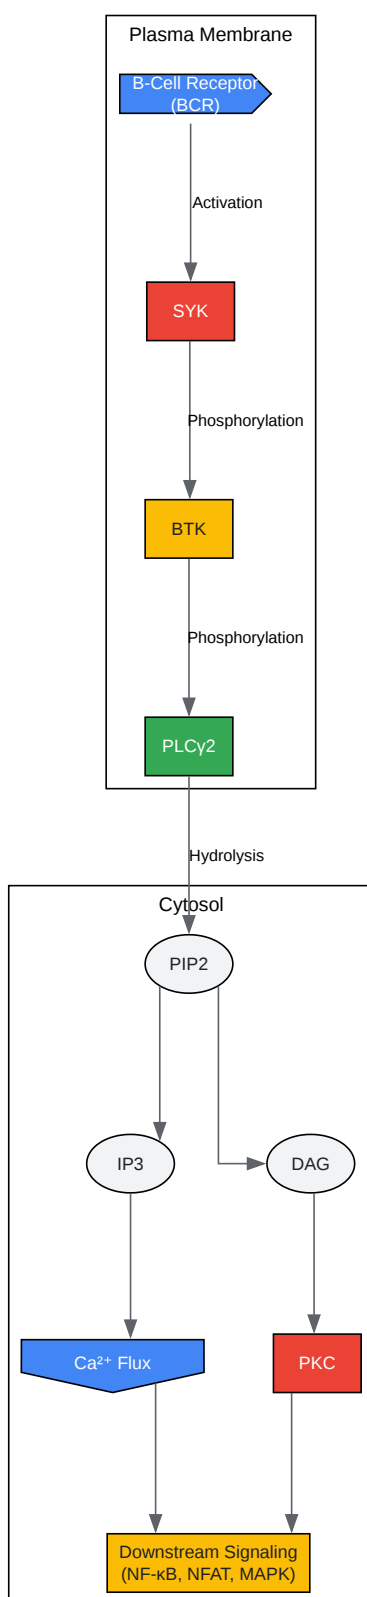 Plasma Membrane
B-Cell Receptor
(BCR)
Activation
SYK
Phosphorylation
BTK
Phosphorylation
PLCγ2
Hydrolysis
Cytosol
PIP2
IP3
DAG
Ca²⁺ Flux
PKC
Downstream Signaling
(NF-κB, NFAT, MAPK)